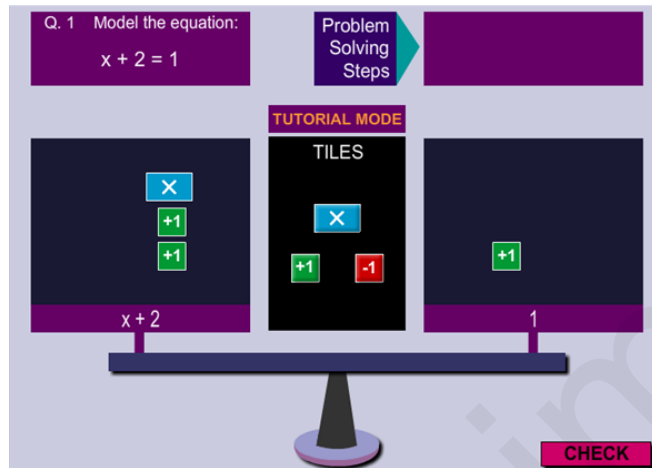 Q. 1 Model the equation:
x + 2 = 1
Problem
Solving
Steps
TUTORIAL MODE
TILES
X
+1
+1
X
+1
-1
+1
x + 2
1
CHECK